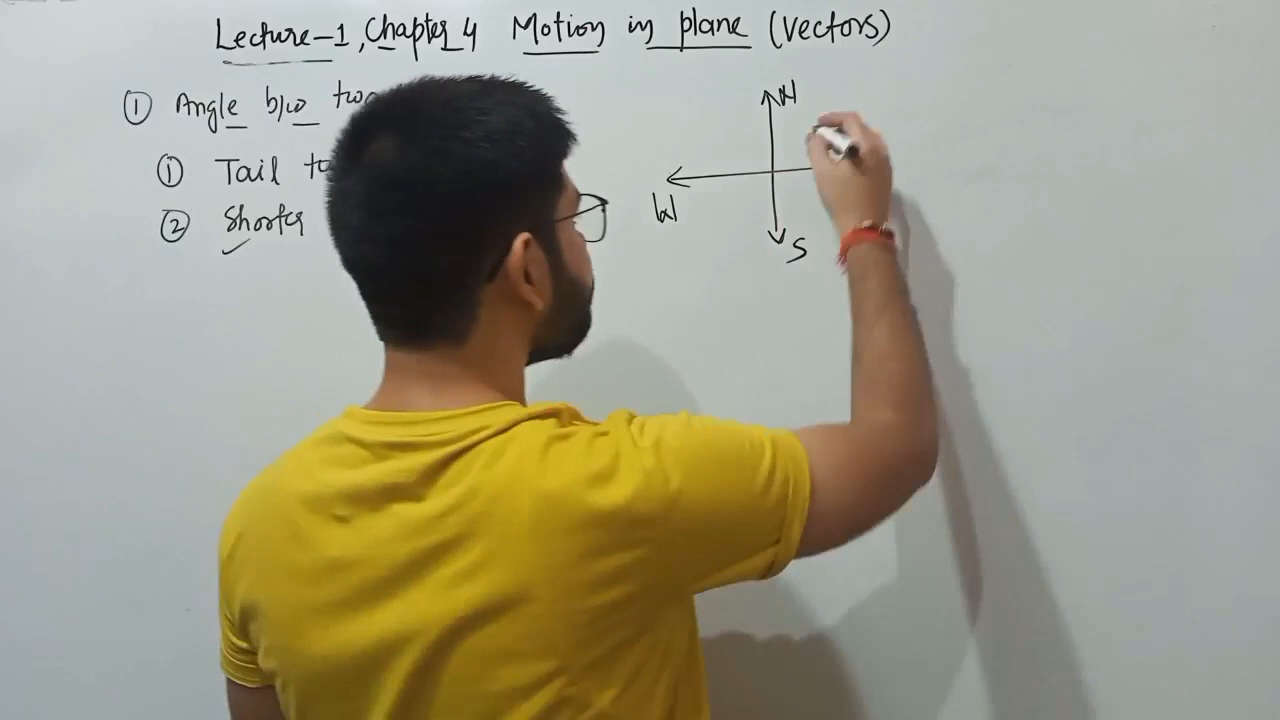 Lecture-1, Chapter 4 Motion in plane (Vectors)
① Angle b/w two
① Tail to
② Shorter
N
W
S